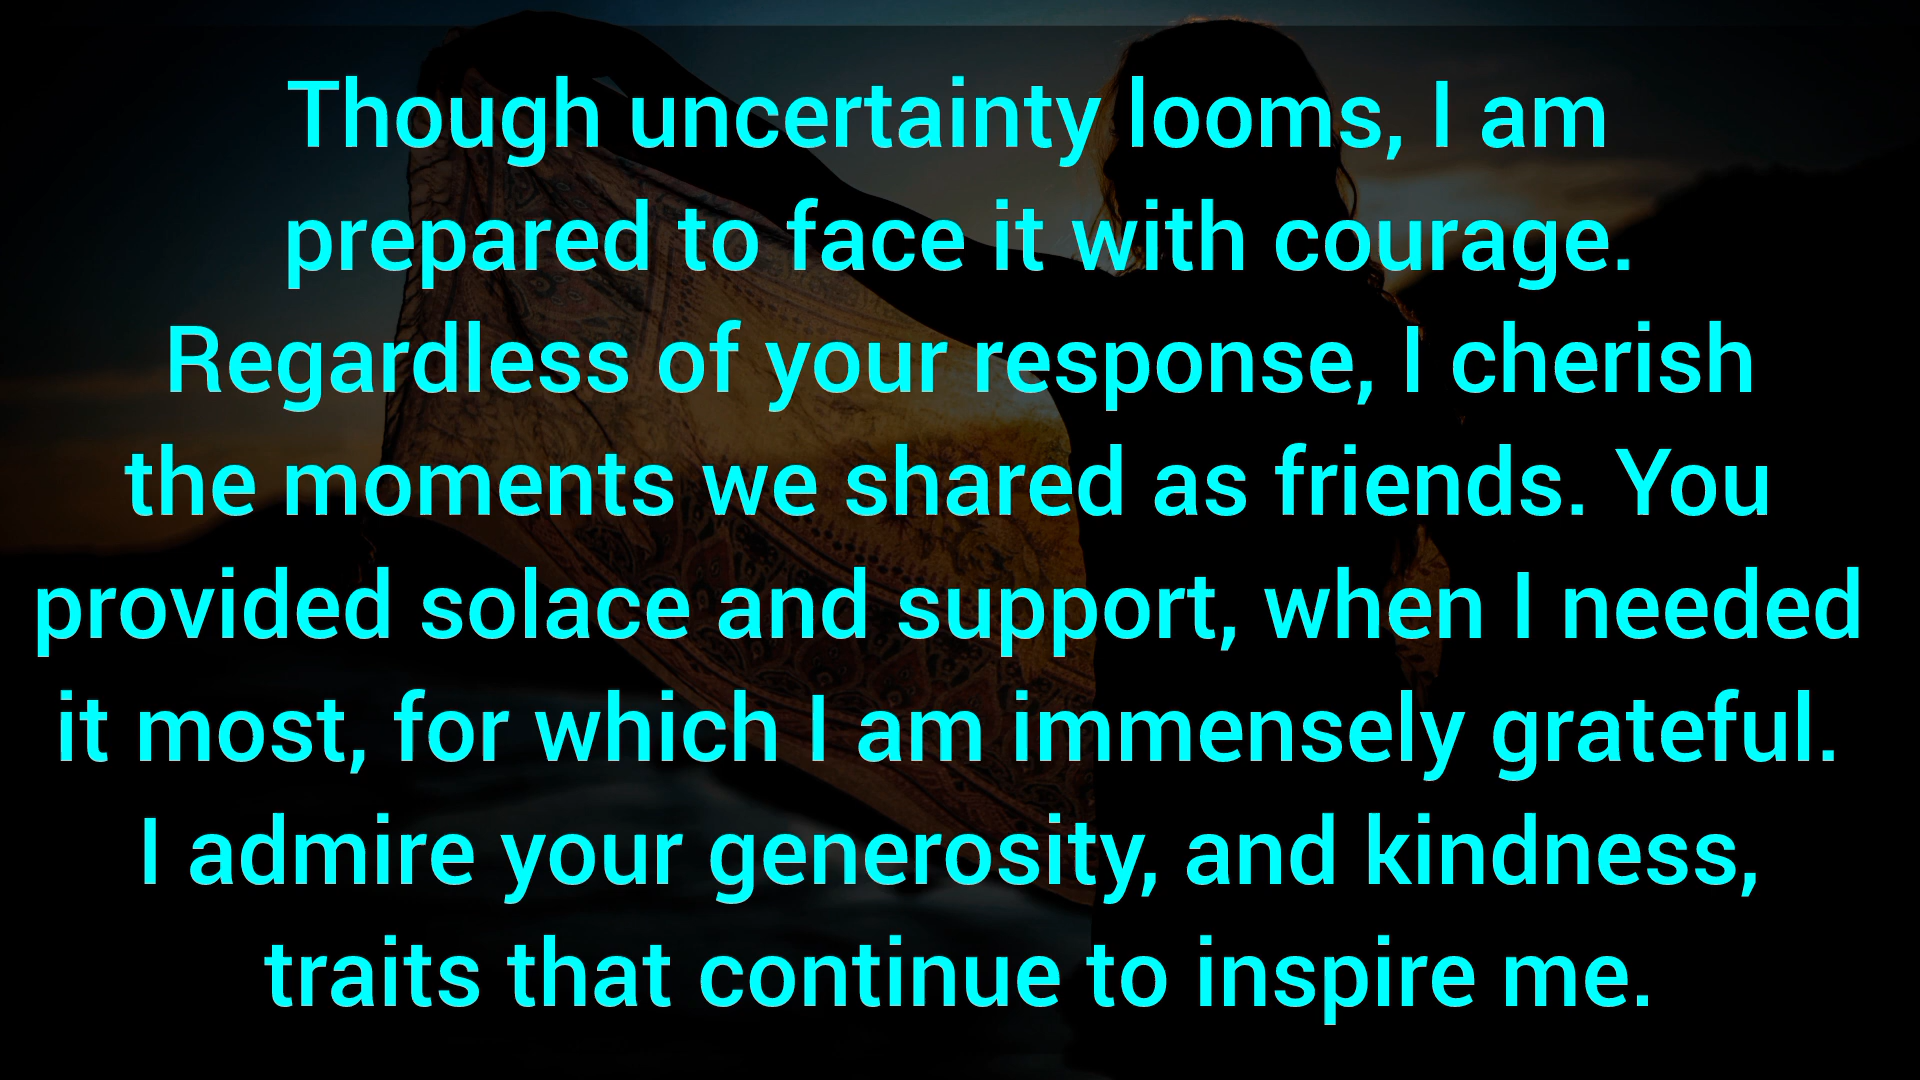 Though uncertainty looms, I am
prepared to face it with courage.
Regardless of your response, I cherish
the moments we shared as friends. You
provided solace and support, when I needed
it most, for which I am immensely grateful.
I admire your generosity, and kindness,
traits that continue to inspire me.